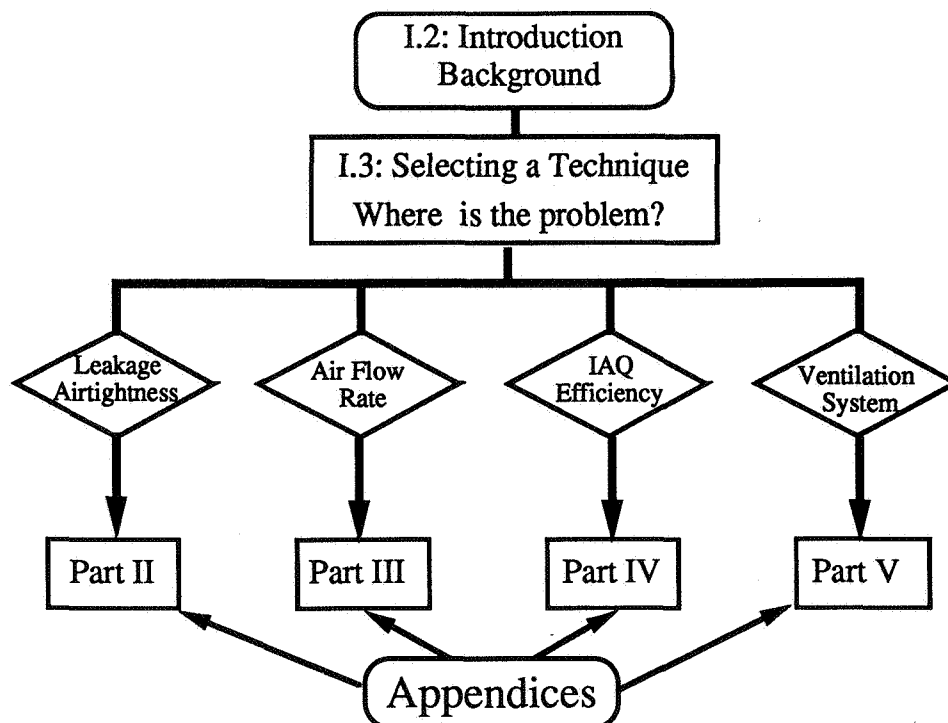 I.2: Introduction
Background
I.3: Selecting a Technique
Where is the problem?
Leakage
Airtightness
Air Flow
Rate
IAQ
Efficiency
Ventilation
System
Part II
Part III
Part IV
Part V
Appendices